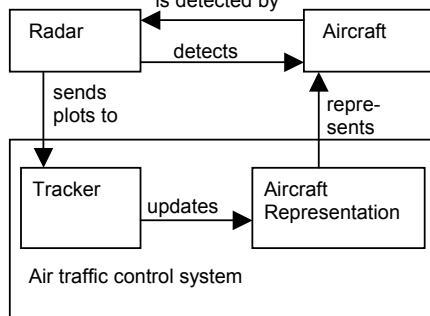 is detected by
Radar
Aircraft
detects
sends
plots to
repre-
sents
Tracker
updates
Aircraft
Representation
Air traffic control system